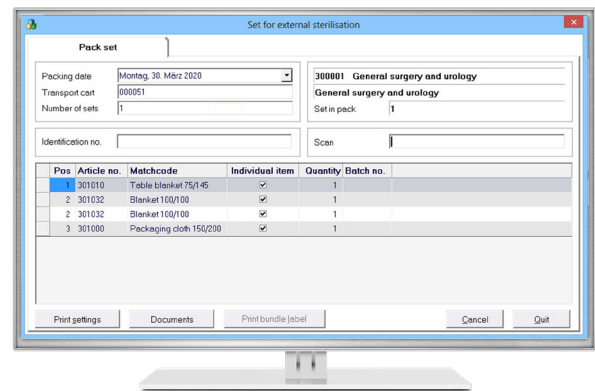 Set for external sterilisation
Pack set
Packing date Montag, 30. März 2020
Transport cart 000051
Number of sets 1
300001 General surgery and urology
General surgery and urology
Set in pack 1
Identification no.
Scan
Pos Article no. Matchcode Individual item Quantity Batch no.
1 301010 Table blanket 75/145 1
2 301032 Blanket 100/100 1
2 301032 Blanket 100/100 1
3 301000 Packaging cloth 150/200 1
Print settings Documents Print bundle label Cancel Quit